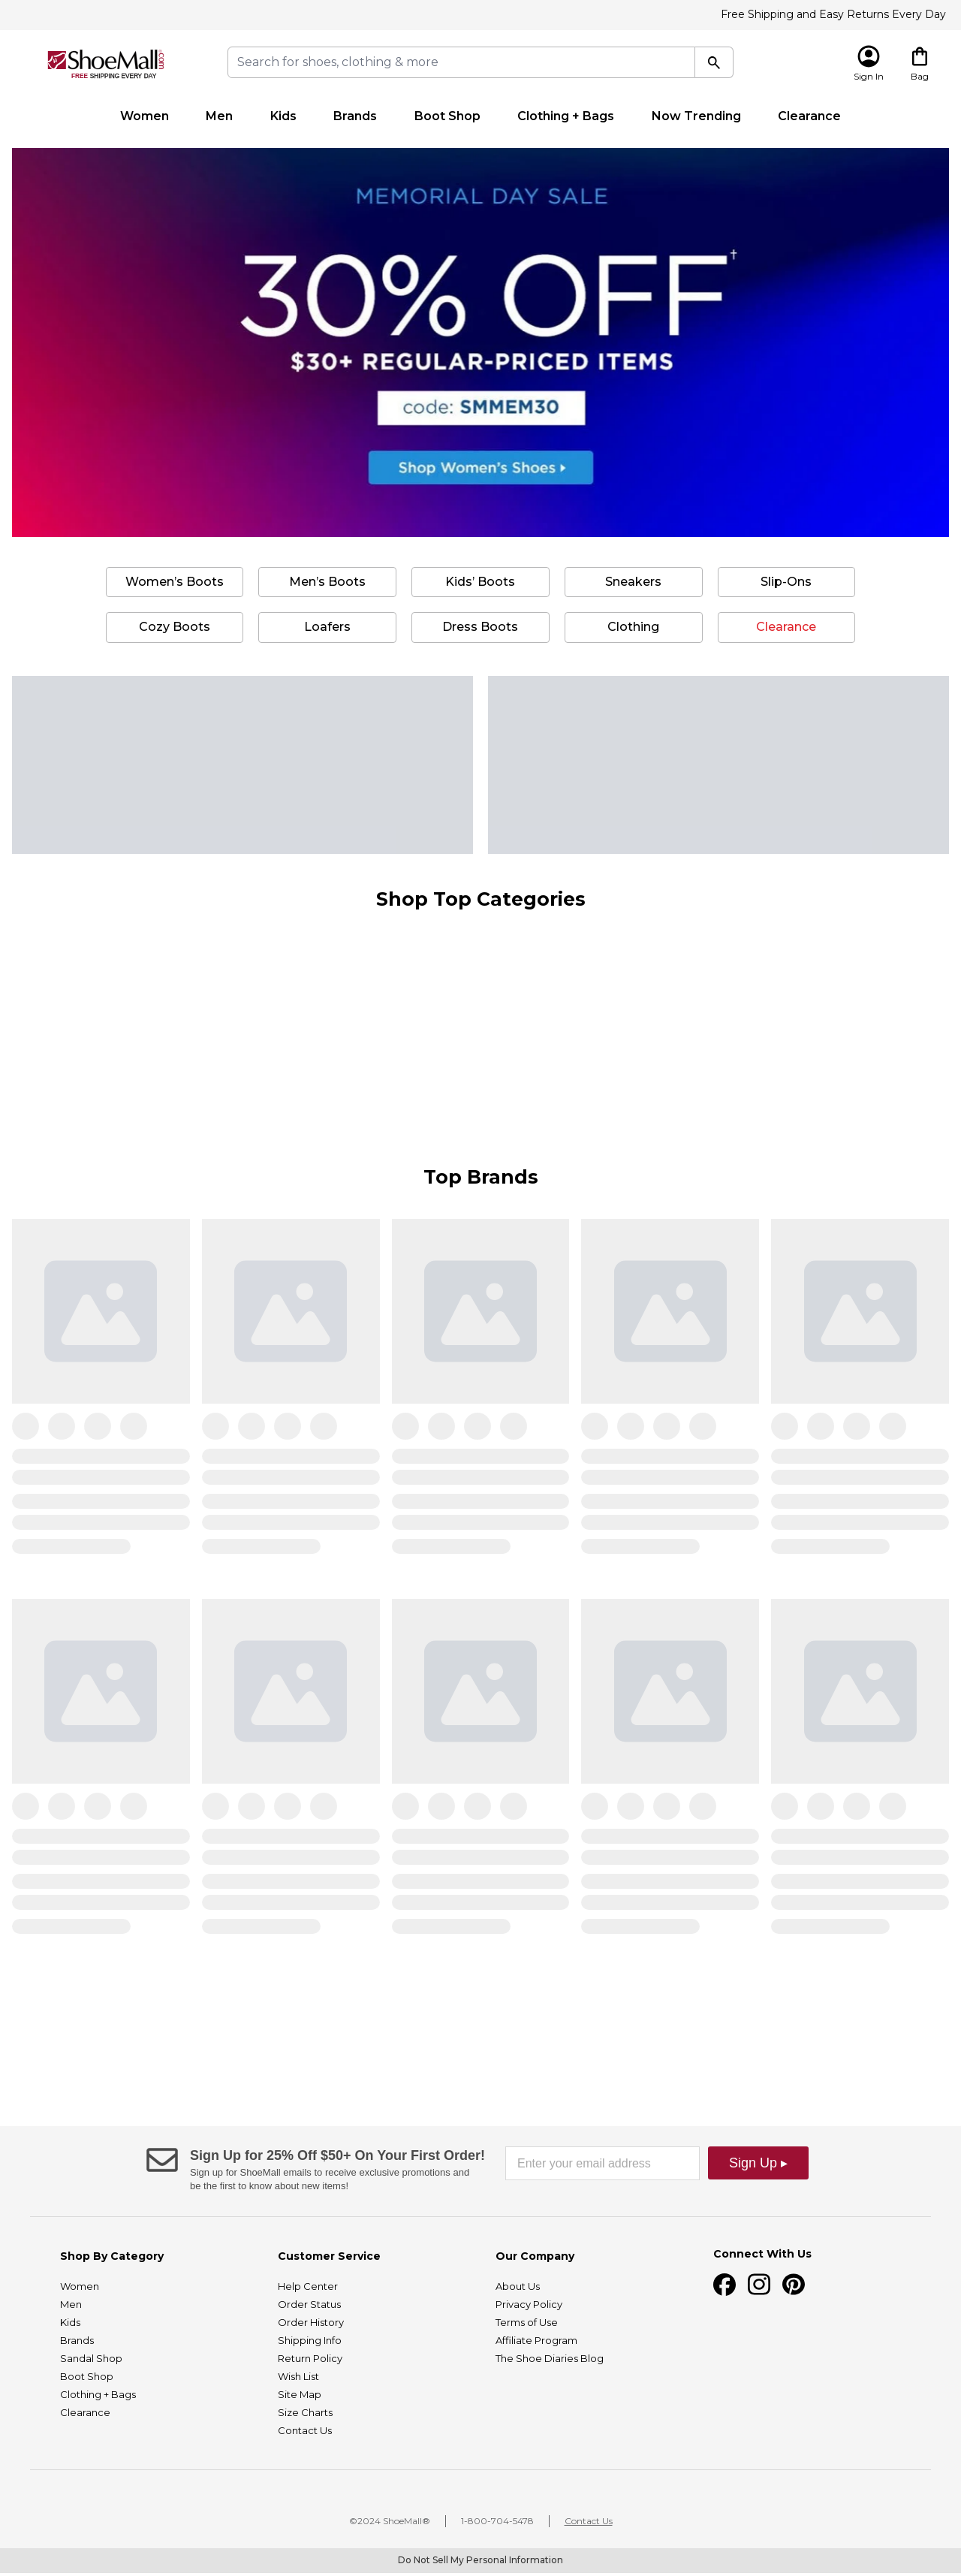 Free Shipping and Easy Returns Every Day
ShoeMall.com
FREE SHIPPING EVERY DAY
Search for shoes, clothing & more
Sign In
Bag
Women
Men
Kids
Brands
Boot Shop
Clothing + Bags
Now Trending
Clearance
MEMORIAL DAY SALE
30% OFF†
$30+ REGULAR-PRICED ITEMS
code: SMMEM30
Shop Women's Shoes ▸
Women's Boots
Men's Boots
Kids' Boots
Sneakers
Slip-Ons
Cozy Boots
Loafers
Dress Boots
Clothing
Clearance
Shop Top Categories
Top Brands
Sign Up for 25% Off $50+ On Your First Order!
Sign up for ShoeMall emails to receive exclusive promotions and
be the first to know about new items!
Enter your email address
Sign Up ▸
Shop By Category
Women
Men
Kids
Brands
Sandal Shop
Boot Shop
Clothing + Bags
Clearance
Customer Service
Help Center
Order Status
Order History
Shipping Info
Return Policy
Wish List
Site Map
Size Charts
Contact Us
Our Company
About Us
Privacy Policy
Terms of Use
Affiliate Program
The Shoe Diaries Blog
Connect With Us
©2024 ShoeMall®
1-800-704-5478
Contact Us
Do Not Sell My Personal Information